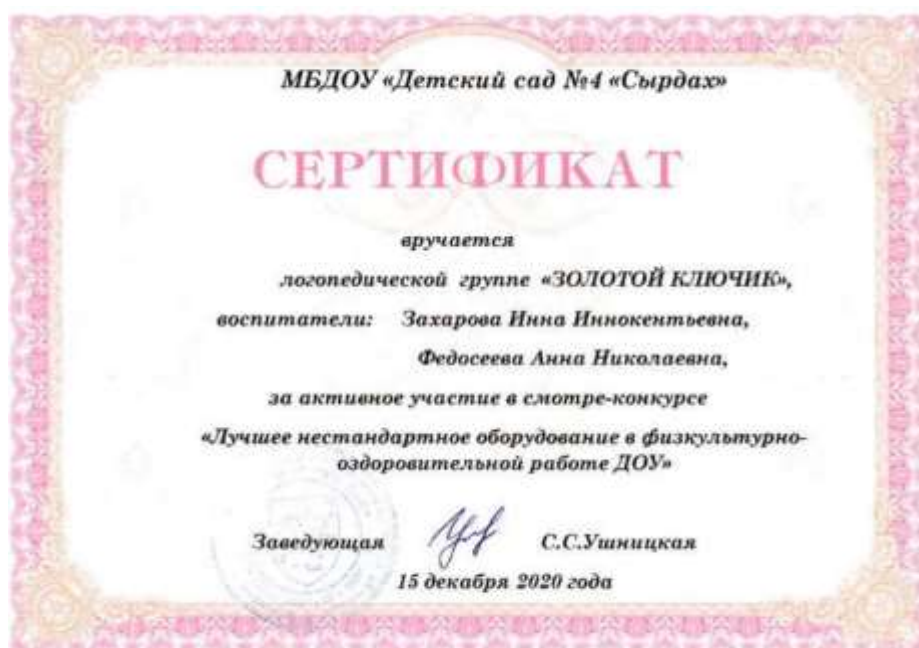 МБДОУ «Детский сад №4 «Сырдах»
СЕРТИФИКАТ
вручается
логопедической группе «ЗОЛОТОЙ КЛЮЧИК»,
воспитатели: Захарова Инна Иннокентьевна,
Федосеева Анна Николаевна,
за активное участие в смотре-конкурсе
«Лучшее нестандартное оборудование в физкультурно-
оздоровительной работе ДОУ»
Заведующая С.С.Ушницкая
15 декабря 2020 года